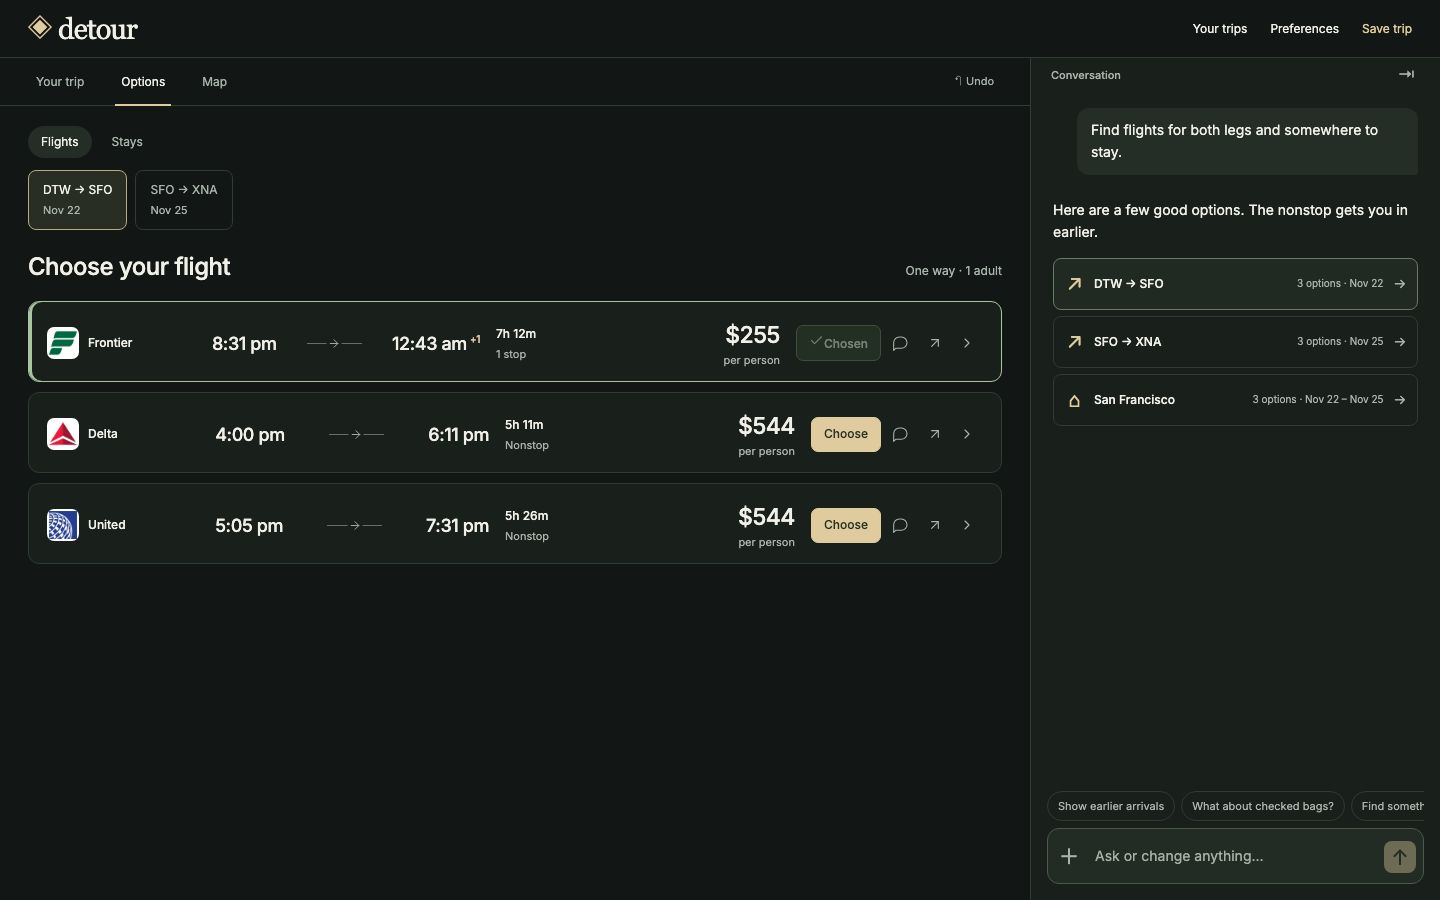 detour
Your trips
Preferences
Save trip
Your trip
Options
Map
Undo
Flights
Stays
DTW → SFO
Nov 22
SFO → XNA
Nov 25
Choose your flight
One way · 1 adult
Frontier
8:31 pm
12:43 am +1
7h 12m
1 stop
$255
per person
Chosen
Delta
4:00 pm
6:11 pm
5h 11m
Nonstop
$544
per person
Choose
United
5:05 pm
7:31 pm
5h 26m
Nonstop
$544
per person
Choose
Conversation
Find flights for both legs and somewhere to
stay.
Here are a few good options. The nonstop gets you in
earlier.
DTW → SFO
3 options · Nov 22
SFO → XNA
3 options · Nov 25
San Francisco
3 options · Nov 22 – Nov 25
Show earlier arrivals
What about checked bags?
Find someth
Ask or change anything...